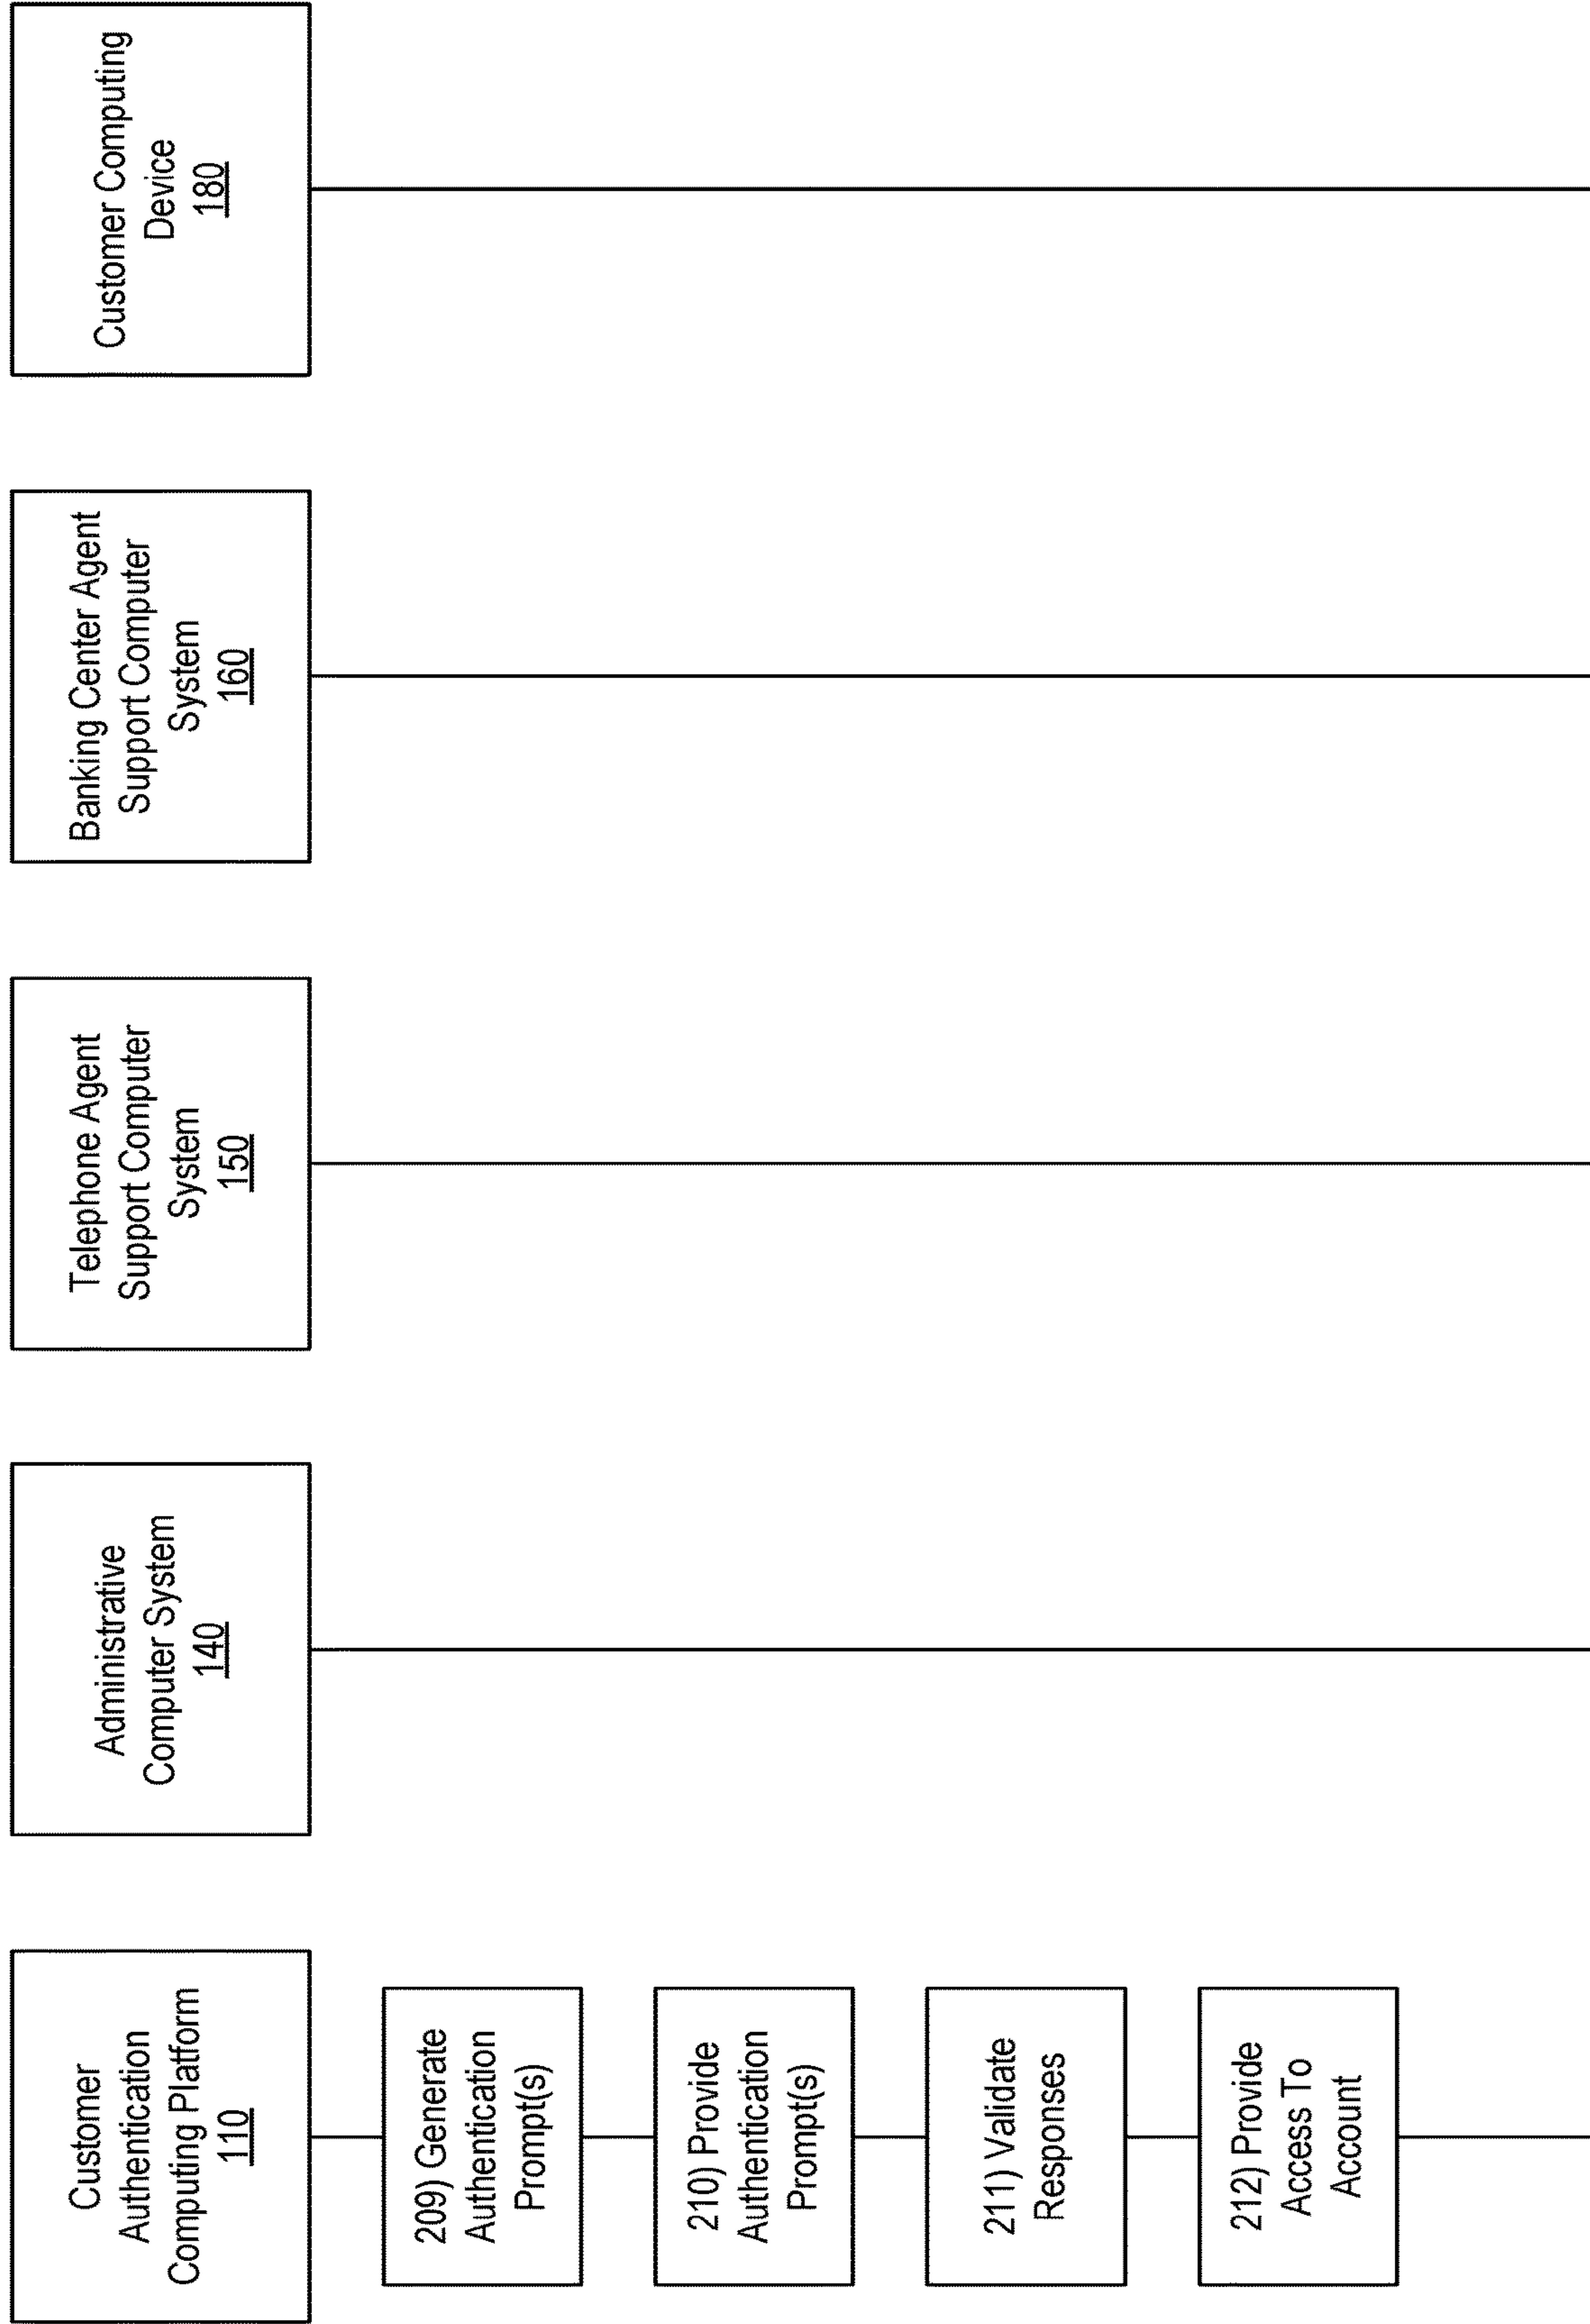 Customer
Authentication
Computing Platform
110
Administrative
Computer System
140
Telephone Agent
Support Computer
System
150
Banking Center Agent
Support Computer
System
160
Customer Computing
Device
180
209) Generate
Authentication
Prompt(s)
210) Provide
Authentication
Prompt(s)
211) Validate
Responses
212) Provide
Access To
Account